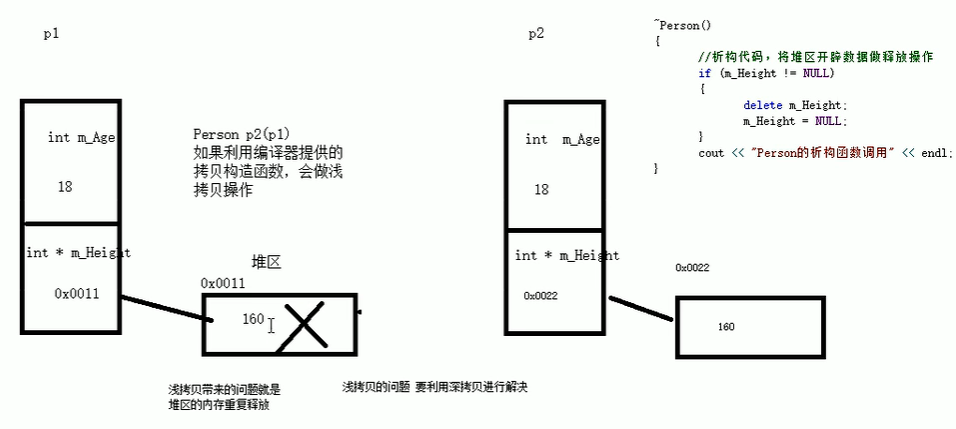 p1
int m_Age
18
int * m_Height
0x0011
Person p2(p1)
如果利用编译器提供的
拷贝构造函数，会做浅
拷贝操作
堆区
0x0011
160
浅拷贝带来的问题就是
堆区的内存重复释放
浅拷贝的问题 要利用深拷贝进行解决
p2
int  m_Age
18
int * m_Height
0x0022
0x0022
160
~Person()
{
//析构代码，将堆区开辟数据做释放操作
if (m_Height != NULL)
{
delete m_Height;
m_Height = NULL;
}
cout << "Person的析构函数调用" << endl;
}